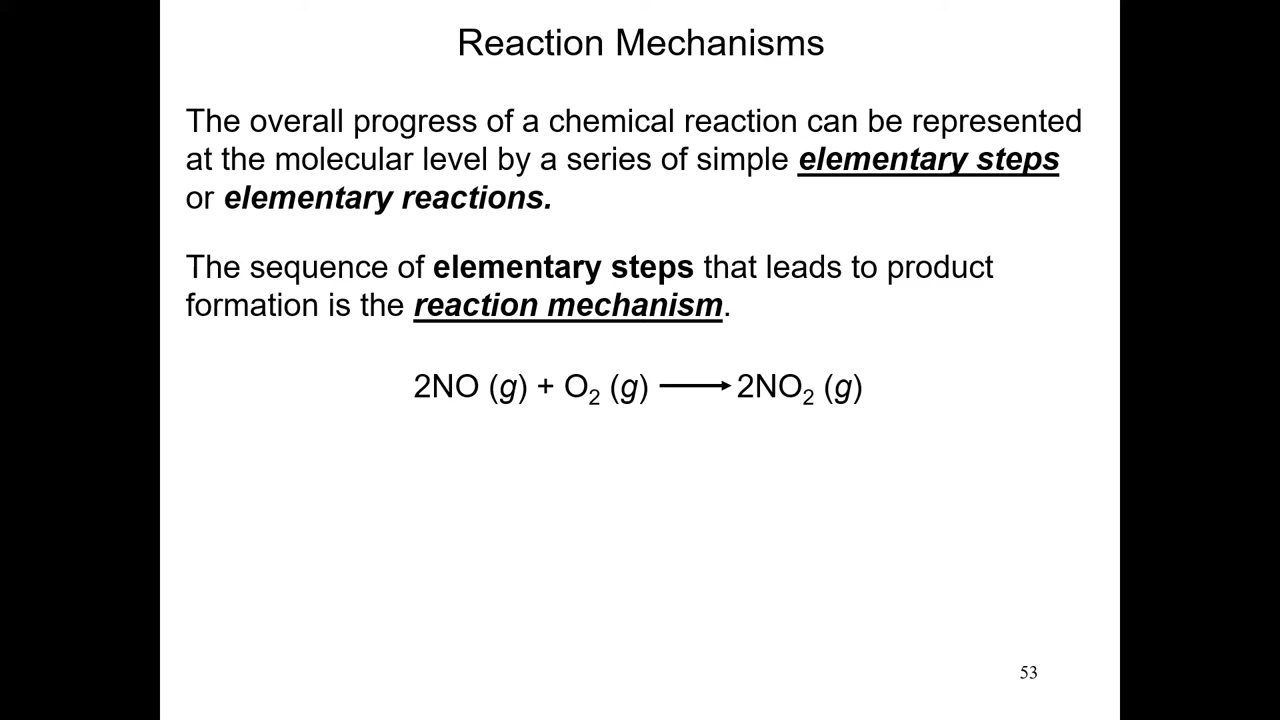 Reaction Mechanisms
The overall progress of a chemical reaction can be represented
at the molecular level by a series of simple elementary steps
or elementary reactions.
The sequence of elementary steps that leads to product
formation is the reaction mechanism.
2NO (g) + O₂ (g) ⟶ 2NO₂ (g)
53